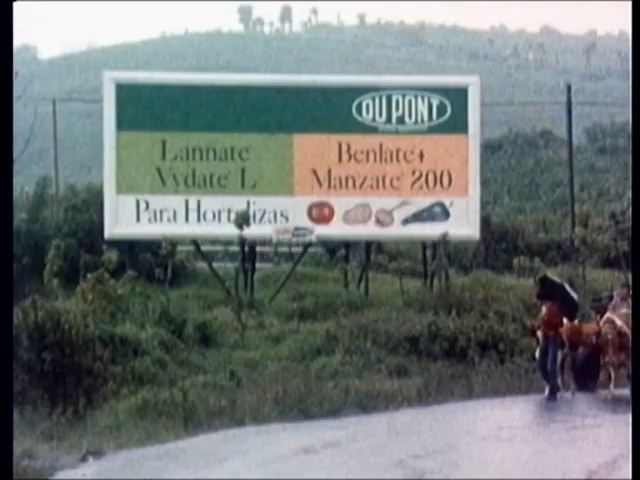 DU PONT
Lannate
Vydate L
Benlate+
Manzate 200
Para Hortalizas